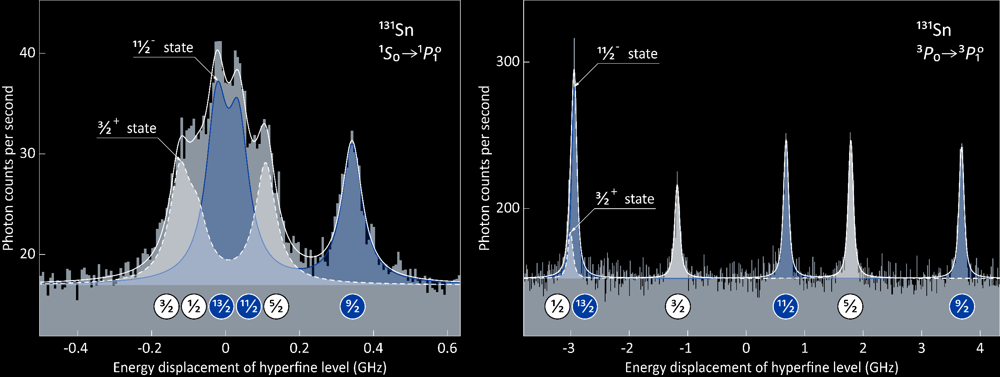 ¹³¹Sn
¹S₀→¹P₁°
40
30
20
Photon counts per second
11/2⁻ state
3/2⁺ state
3/2 1/2 13/2 11/2 5/2 9/2
-0.4 -0.2 0 0.2 0.4 0.6
Energy displacement of hyperfine level (GHz)
¹³¹Sn
³P₀→³P₁°
300
200
Photon counts per second
11/2⁻ state
3/2⁺ state
1/2 13/2 3/2 11/2 5/2 9/2
-3 -2 -1 0 1 2 3 4
Energy displacement of hyperfine level (GHz)